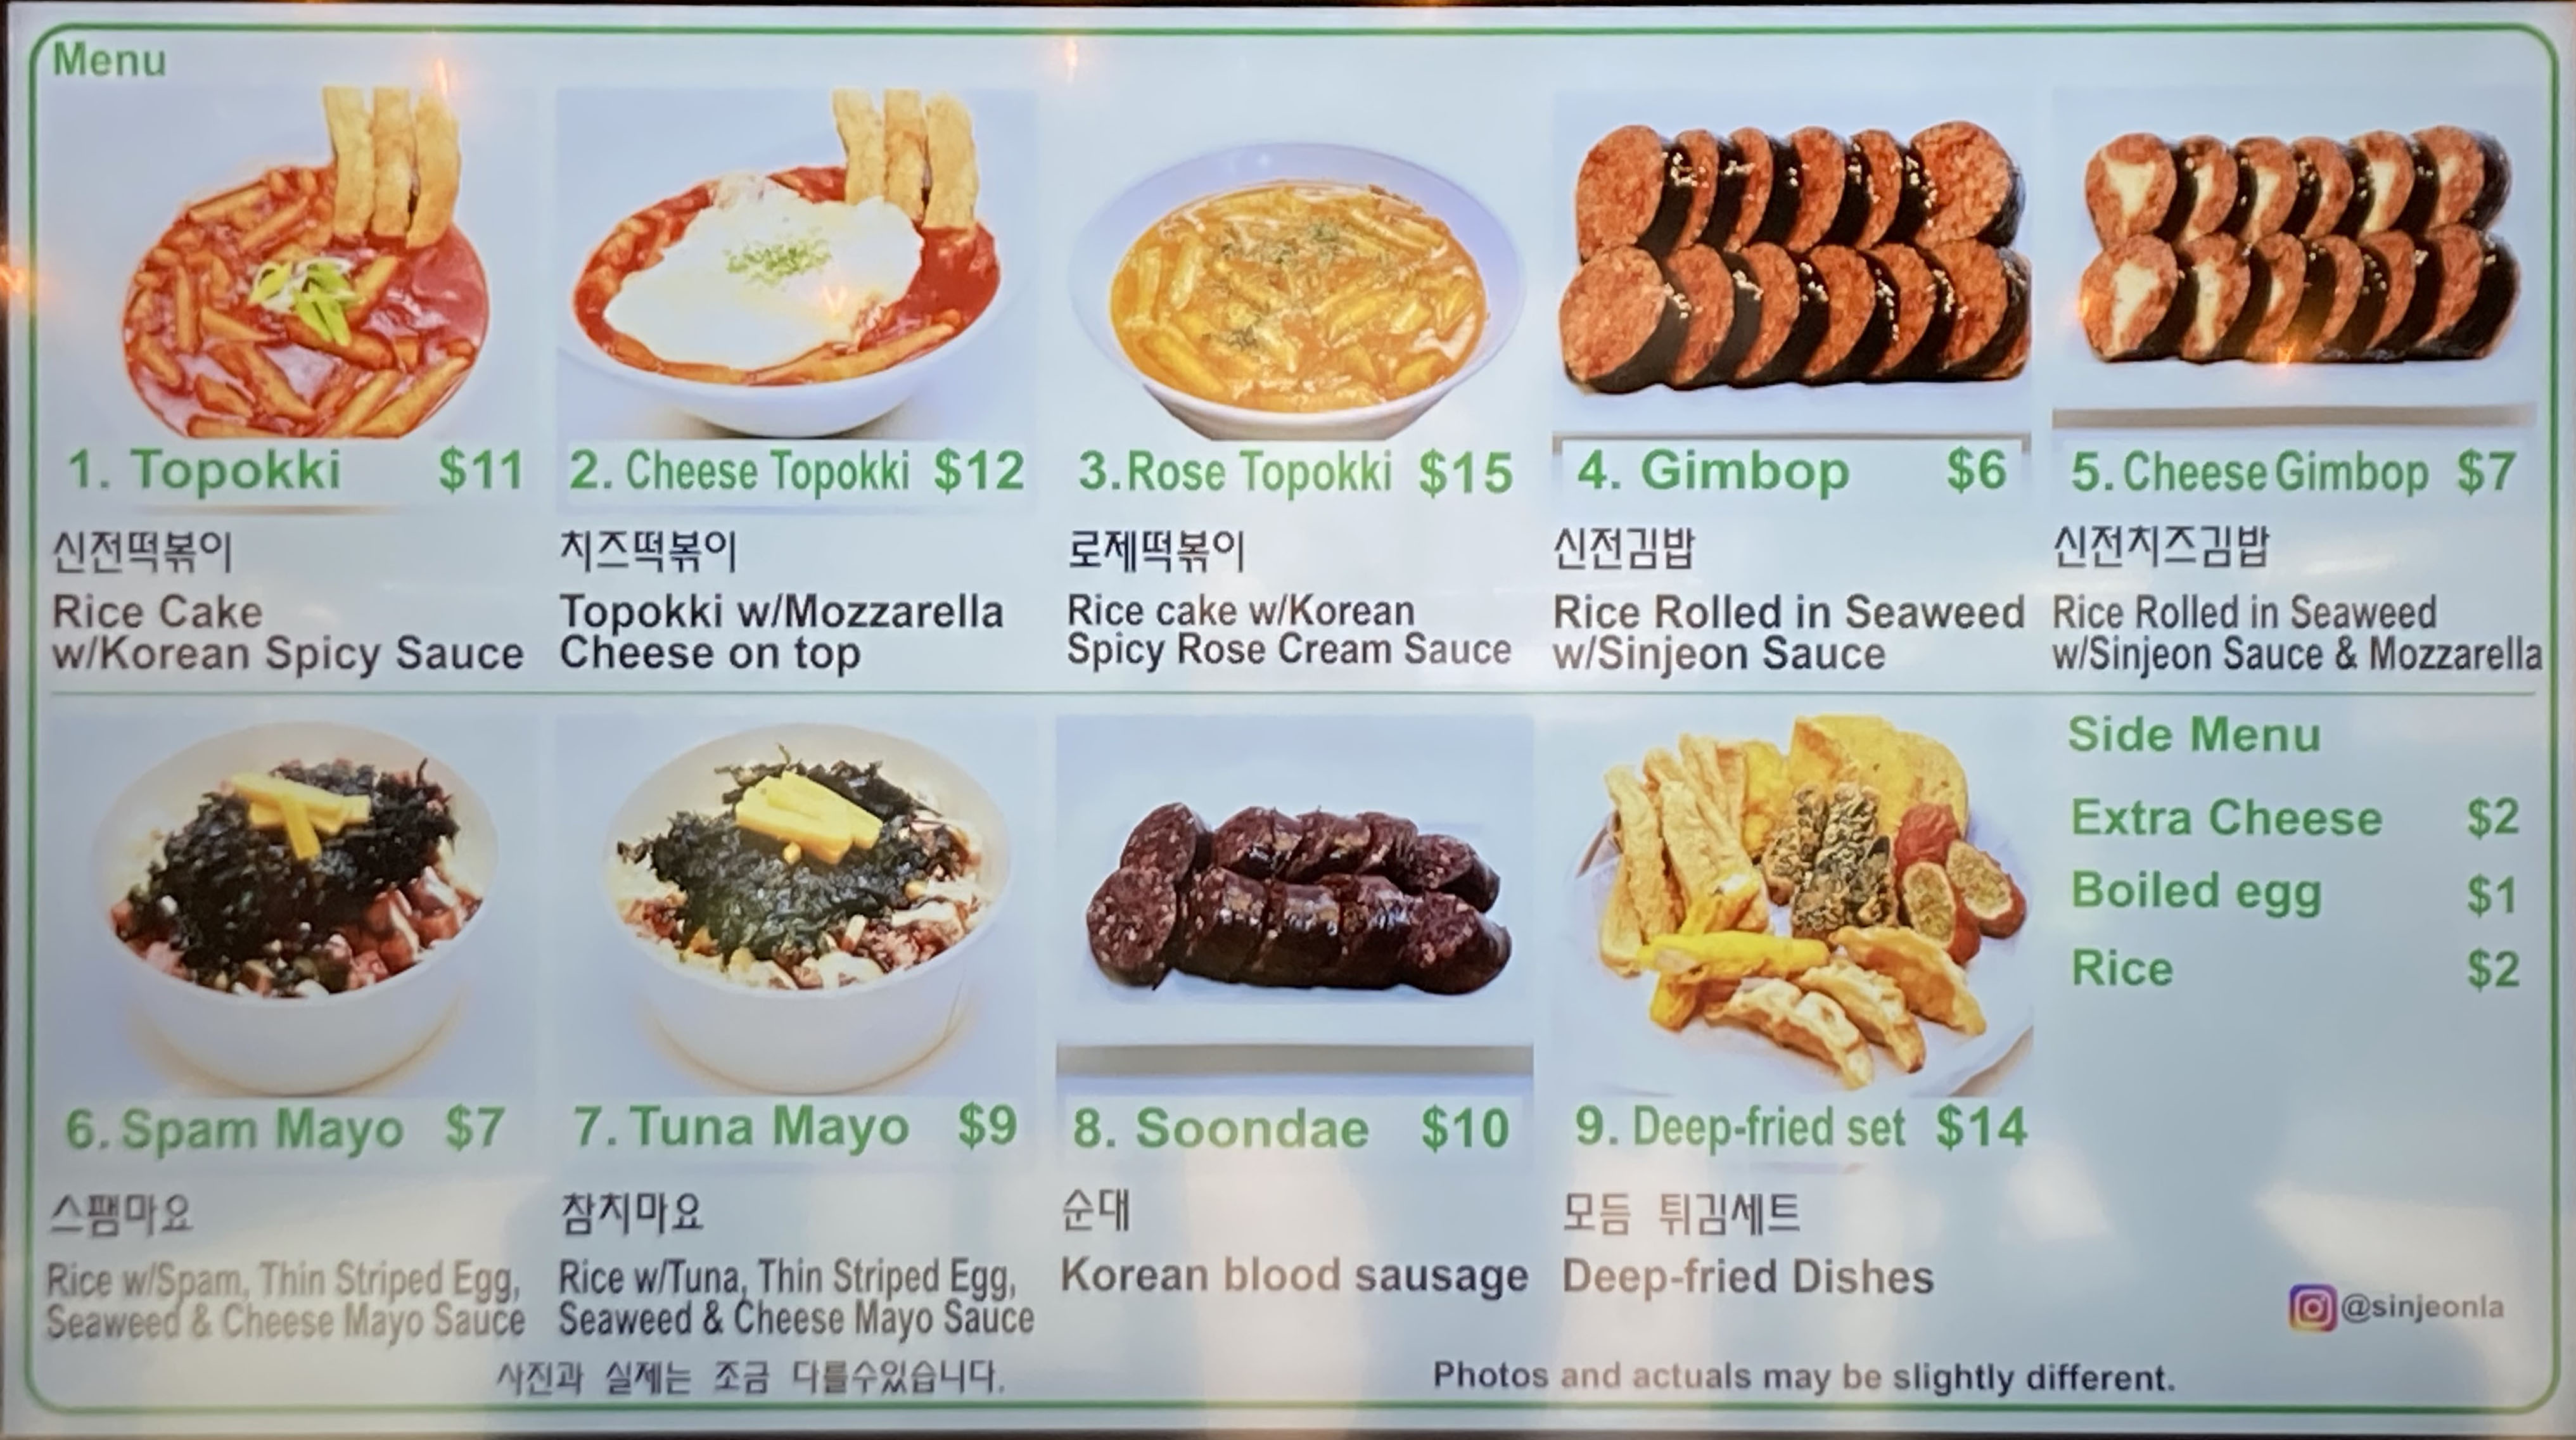 Menu
1. Topokki $11
신전떡볶이
Rice Cake
w/Korean Spicy Sauce
2. Cheese Topokki $12
치즈떡볶이
Topokki w/Mozzarella
Cheese on top
3.Rose Topokki $15
로제떡볶이
Rice cake w/Korean
Spicy Rose Cream Sauce
4. Gimbop $6
신전김밥
Rice Rolled in Seaweed
w/Sinjeon Sauce
5. Cheese Gimbop $7
신전치즈김밥
Rice Rolled in Seaweed
w/Sinjeon Sauce & Mozzarella
6. Spam Mayo $7
스팸마요
Rice w/Spam, Thin Striped Egg,
Seaweed & Cheese Mayo Sauce
7. Tuna Mayo $9
참치마요
Rice w/Tuna, Thin Striped Egg,
Seaweed & Cheese Mayo Sauce
8. Soondae $10
순대
Korean blood sausage
9. Deep-fried set $14
모듬 튀김세트
Deep-fried Dishes
Side Menu
Extra Cheese $2
Boiled egg $1
Rice $2
@sinjeonla
사진과 실제는 조금 다를수있습니다.
Photos and actuals may be slightly different.